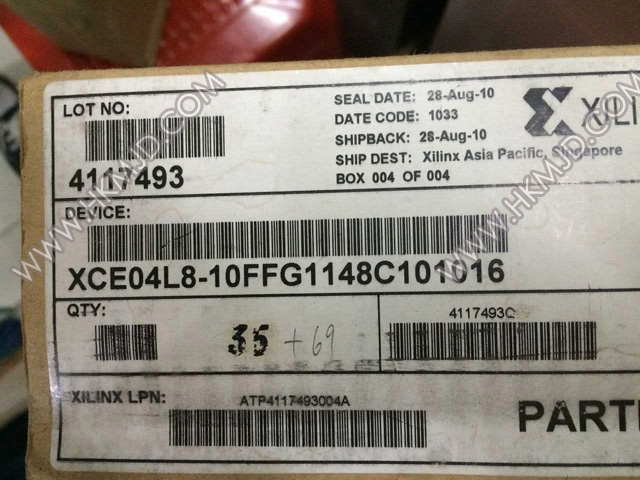 LOT NO:
4117493
SEAL DATE: 28-Aug-10
DATE CODE: 1033
SHIPBACK: 28-Aug-10
SHIP DEST: Xilinx Asia Pacific, Singapore
BOX 004 OF 004
XILI
DEVICE:
XCE04L8-10FFG1148C101016
QTY:
35 + 69
4117493Q
XILINX LPN:
ATP4117493004A
PARTI
WWW.HKMJD.COM
WWW.HKMJD.COM
WWW.HKMJD.COM